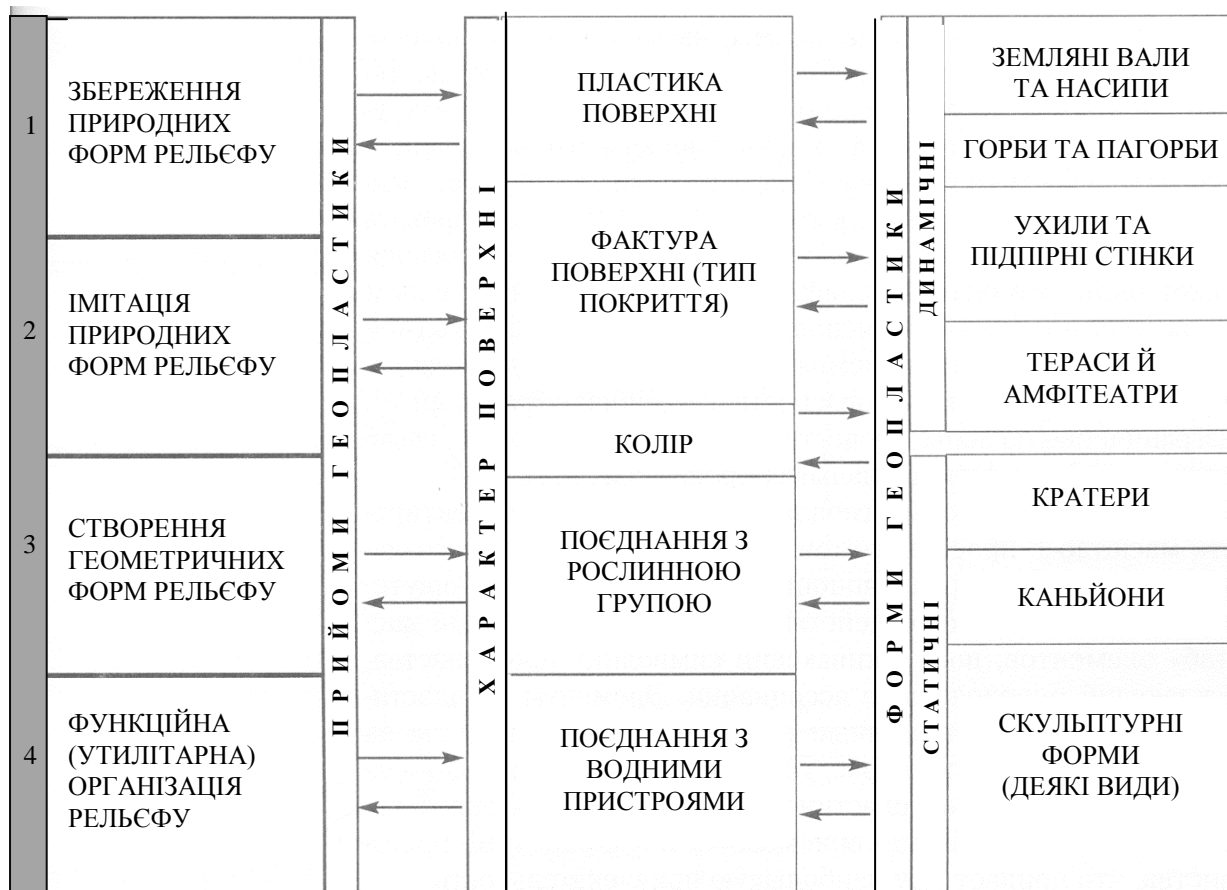 1
ЗБЕРЕЖЕННЯ
ПРИРОДНИХ
ФОРМ РЕЛЬЄФУ
2
ІМІТАЦІЯ
ПРИРОДНИХ
ФОРМ РЕЛЬЄФУ
3
СТВОРЕННЯ
ГЕОМЕТРИЧНИХ
ФОРМ РЕЛЬЄФУ
4
ФУНКЦІЙНА
(УТИЛІТАРНА)
ОРГАНІЗАЦІЯ
РЕЛЬЄФУ
ПРИЙОМИ ГЕОПЛАСТИКИ
ХАРАКТЕР ПОВЕРХНІ
ПЛАСТИКА
ПОВЕРХНІ
ФАКТУРА
ПОВЕРХНІ (ТИП
ПОКРИТТЯ)
КОЛІР
ПОЄДНАННЯ З
РОСЛИННОЮ
ГРУПОЮ
ПОЄДНАННЯ З
ВОДНИМИ
ПРИСТРОЯМИ
ФОРМИ ГЕОПЛАСТИКИ
ДИНАМІЧНІ
ЗЕМЛЯНІ ВАЛИ
ТА НАСИПИ
ГОРБИ ТА ПАГОРБИ
УХИЛИ ТА
ПІДПІРНІ СТІНКИ
ТЕРАСИ Й
АМФІТЕАТРИ
СТАТИЧНІ
КРАТЕРИ
КАНЬЙОНИ
СКУЛЬПТУРНІ
ФОРМИ
(ДЕЯКІ ВИДИ)